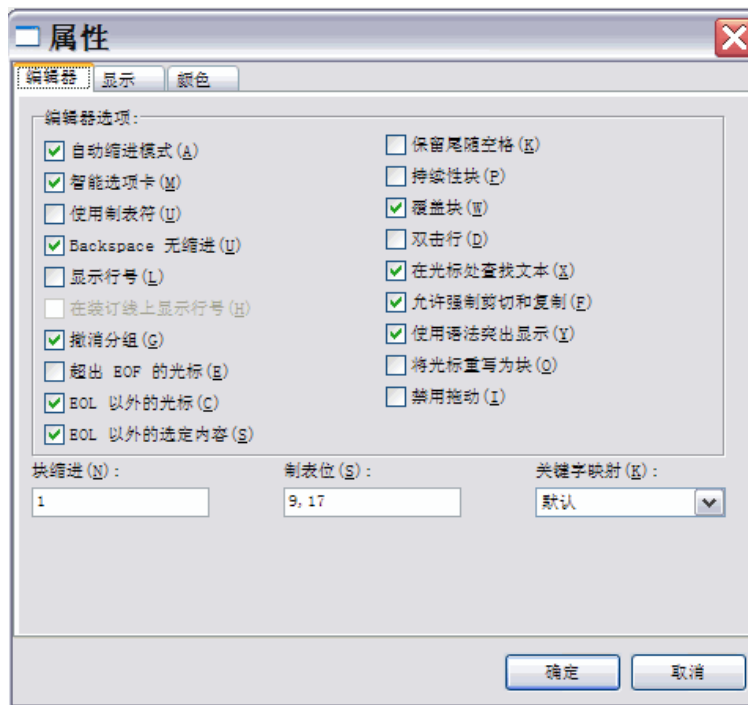 属性
编辑器 显示 颜色
编辑器选项:
自动缩进模式(A)
智能选项卡(M)
使用制表符(U)
Backspace 无缩进(U)
显示行号(L)
在装订线上显示行号(H)
撤消分组(G)
超出 EOF 的光标(E)
EOL 以外的光标(C)
EOL 以外的选定内容(S)
保留尾随空格(K)
持续性块(P)
覆盖块(W)
双击行(D)
在光标处查找文本(X)
允许强制剪切和复制(F)
使用语法突出显示(Y)
将光标重写为块(O)
禁用拖动(I)
块缩进(N): 制表位(S): 关键字映射(K):
1 9,17 默认
确定 取消